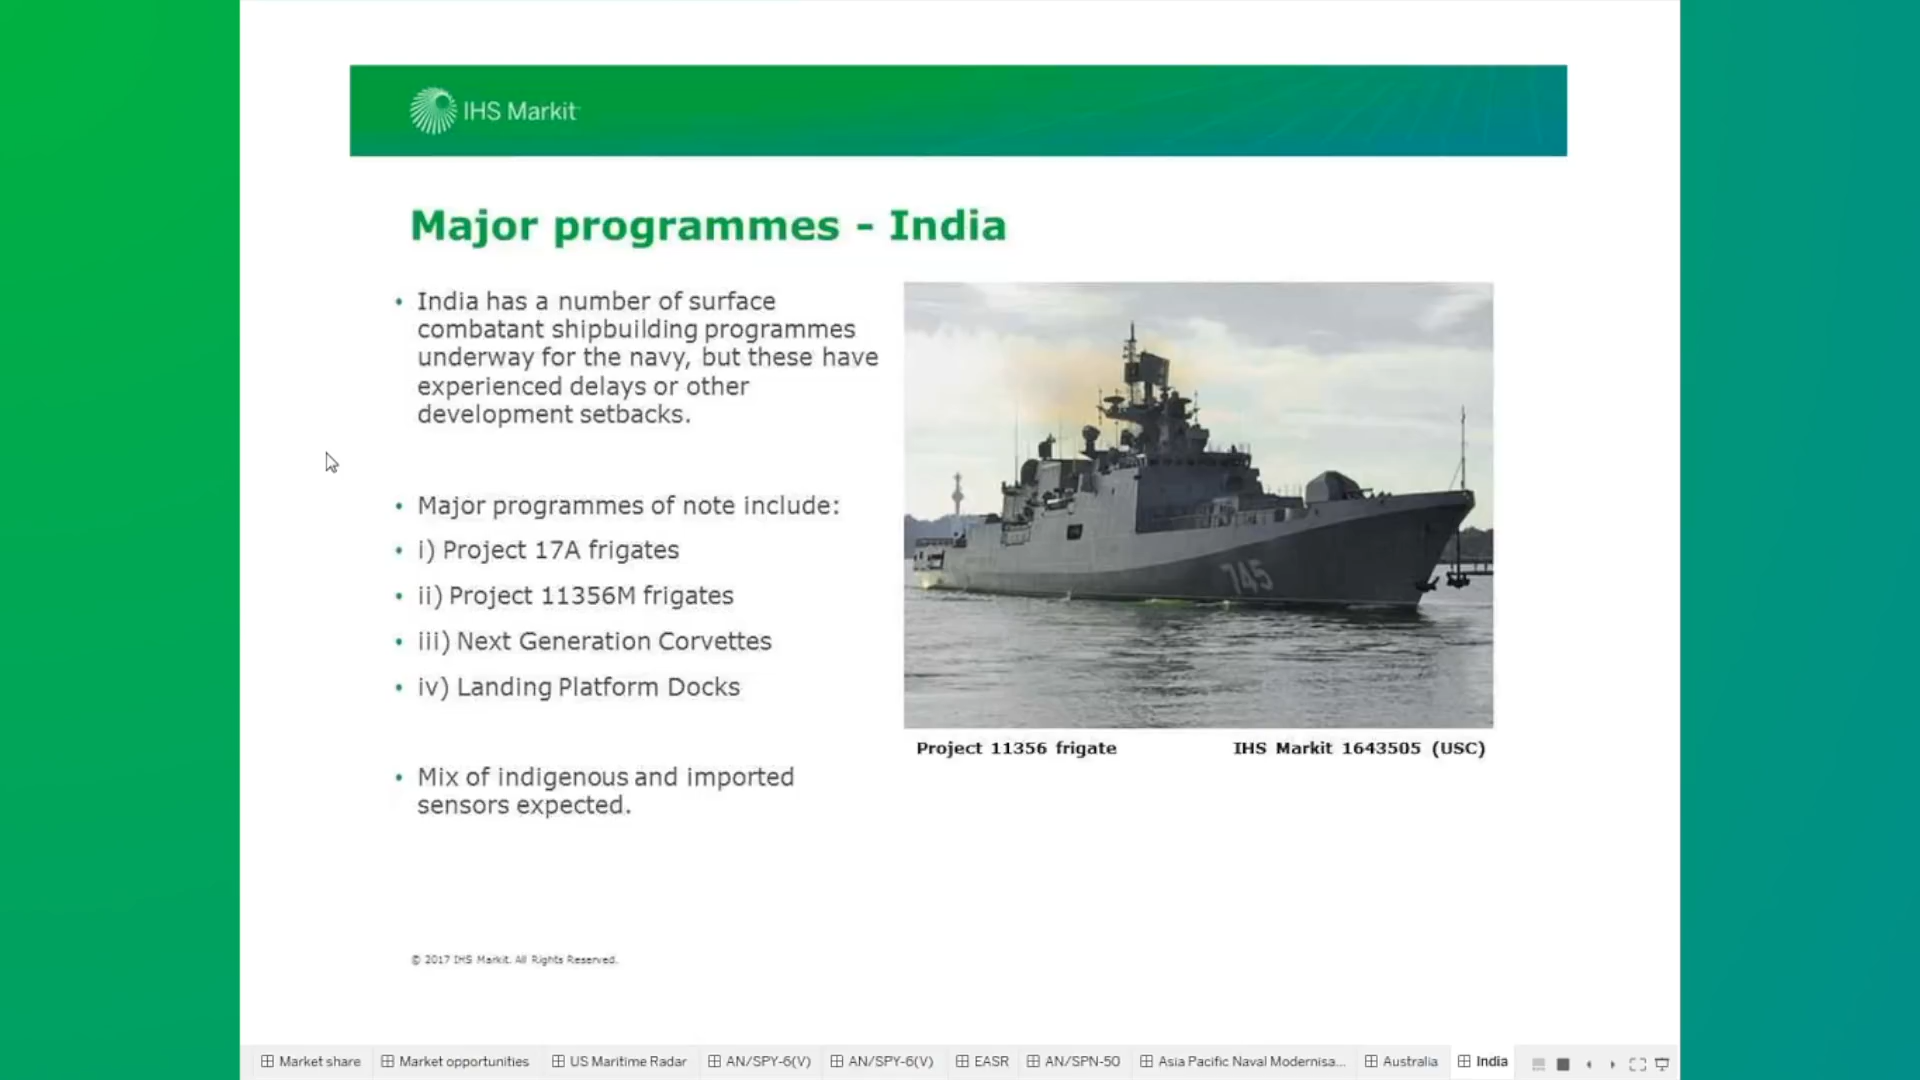 IHS Markit
Major programmes - India
• India has a number of surface
combatant shipbuilding programmes
underway for the navy, but these have
experienced delays or other
development setbacks.
• Major programmes of note include:
• i) Project 17A frigates
• ii) Project 11356M frigates
• iii) Next Generation Corvettes
• iv) Landing Platform Docks
• Mix of indigenous and imported
sensors expected.
745
Project 11356 frigate IHS Markit 1643505 (USC)
© 2017 IHS Markit. All Rights Reserved.
Market share Market opportunities US Maritime Radar AN/SPY-6(V) AN/SPY-6(V) EASR AN/SPN-50 Asia Pacific Naval Modernisa... Australia India